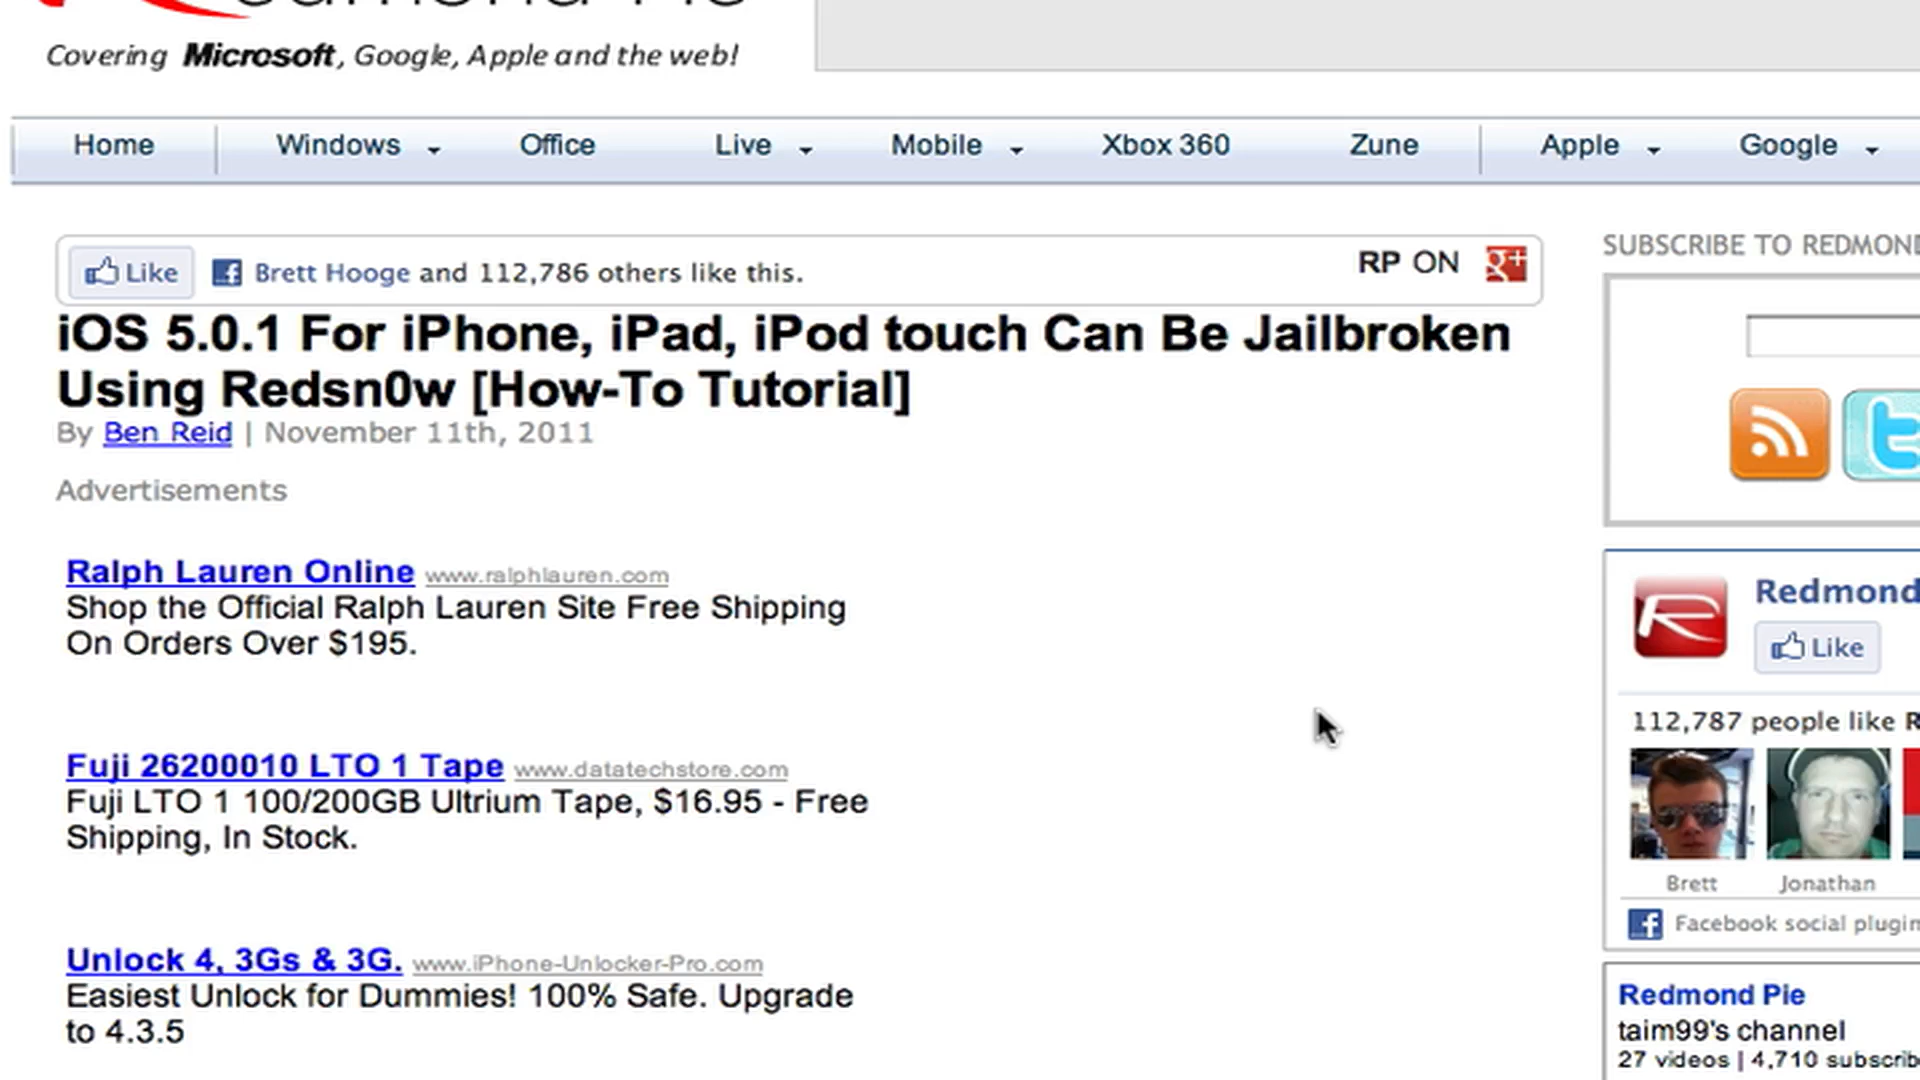 Covering Microsoft, Google, Apple and the web!
Home Windows Office Live Mobile Xbox 360 Zune Apple Google
Like Brett Hooge and 112,786 others like this. RP ON g+
SUBSCRIBE TO REDMOND
iOS 5.0.1 For iPhone, iPad, iPod touch Can Be Jailbroken
Using Redsn0w [How-To Tutorial]
By Ben Reid | November 11th, 2011
Advertisements
Ralph Lauren Online www.ralphlauren.com
Shop the Official Ralph Lauren Site Free Shipping
On Orders Over $195.
Fuji 26200010 LTO 1 Tape www.datatechstore.com
Fuji LTO 1 100/200GB Ultrium Tape, $16.95 - Free
Shipping, In Stock.
Unlock 4, 3Gs & 3G. www.iPhone-Unlocker-Pro.com
Easiest Unlock for Dummies! 100% Safe. Upgrade
to 4.3.5
Redmond
Like
112,787 people like R
Brett Jonathan
Facebook social plugin
Redmond Pie
taim99's channel
27 videos | 4,710 subscrib